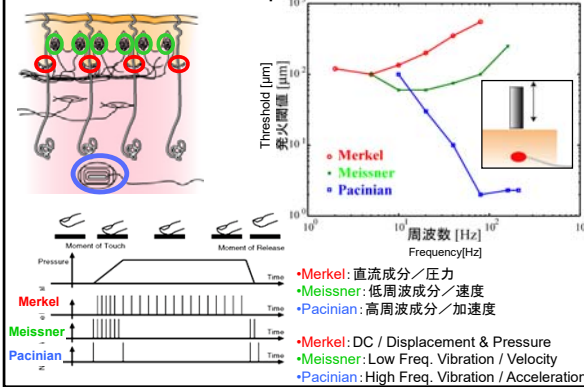 10³
10²
10¹
10⁰
Threshold [μm]
発火閾値 [μm]
Merkel
Meissner
Pacinian
10⁰
10¹
10²
周波数 [Hz]
Frequency[Hz]
Moment of Touch
Moment of Release
Pressure
Time
Merkel
Time
Meissner
Time
Pacinian
Time
•Merkel：直流成分／圧力
•Meissner：低周波成分／速度
•Pacinian：高周波成分／加速度
•Merkel: DC / Displacement & Pressure
•Meissner: Low Freq. Vibration / Velocity
•Pacinian: High Freq. Vibration / Acceleration